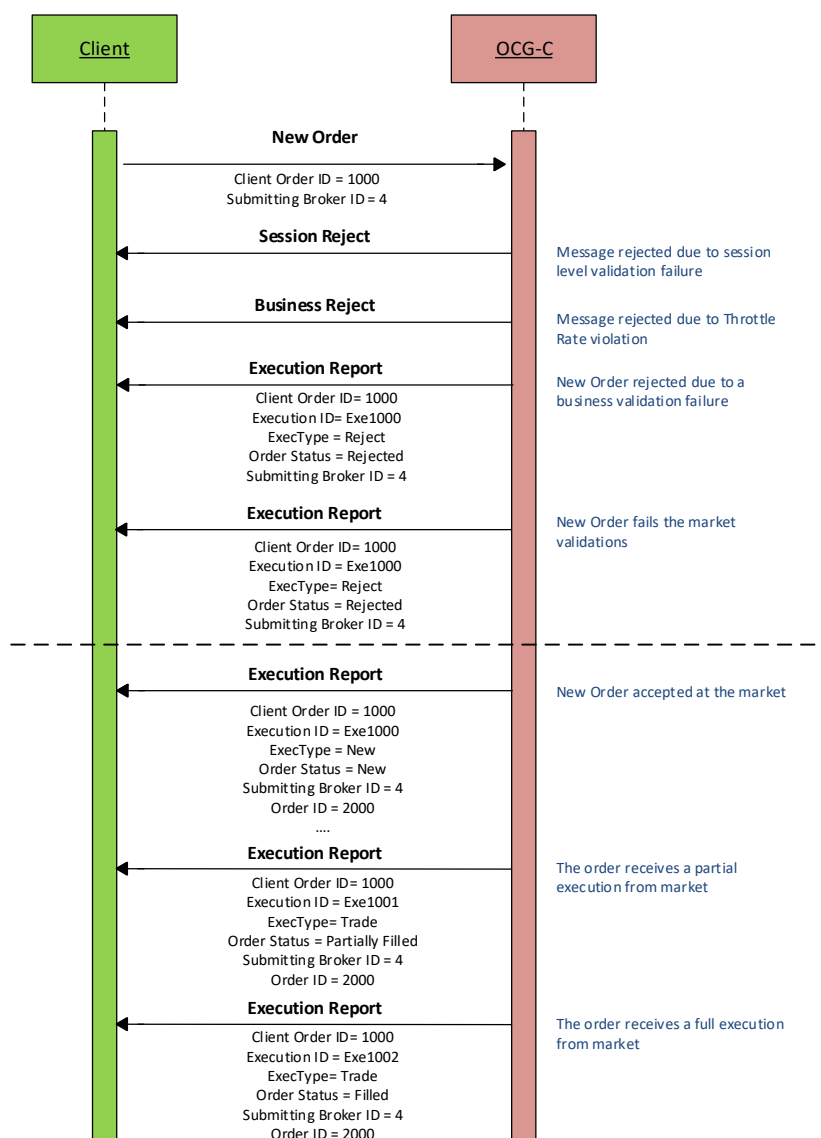 Client
OCG-C
New Order
Client Order ID = 1000
Submitting Broker ID = 4
Session Reject
Message rejected due to session
level validation failure
Business Reject
Message rejected due to Throttle
Rate violation
Execution Report
New Order rejected due to a
business validation failure
Client Order ID= 1000
Execution ID= Exe1000
ExecType = Reject
Order Status = Rejected
Submitting Broker ID = 4
Execution Report
New Order fails the market
validations
Client Order ID= 1000
Execution ID = Exe1000
ExecType= Reject
Order Status = Rejected
Submitting Broker ID = 4
Execution Report
New Order accepted at the market
Client Order ID = 1000
Execution ID = Exe1000
ExecType = New
Order Status = New
Submitting Broker ID = 4
Order ID = 2000
....
Execution Report
The order receives a partial
execution from market
Client Order ID= 1000
Execution ID = Exe1001
ExecType= Trade
Order Status = Partially Filled
Submitting Broker ID = 4
Order ID = 2000
Execution Report
The order receives a full execution
from market
Client Order ID= 1000
Execution ID = Exe1002
ExecType= Trade
Order Status = Filled
Submitting Broker ID = 4
Order ID = 2000